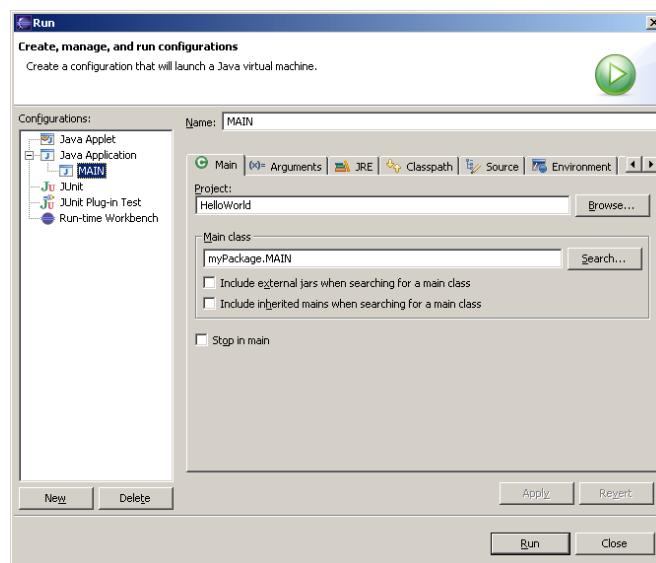 Run
Create, manage, and run configurations
Create a configuration that will launch a Java virtual machine.
Configurations:
Java Applet
Java Application
MAIN
JUnit
JUnit Plug-in Test
Run-time Workbench
New
Delete
Name: MAIN
Main (x)= Arguments JRE Classpath Source Environment
Project:
HelloWorld
Browse...
Main class
myPackage.MAIN
Search...
Include external jars when searching for a main class
Include inherited mains when searching for a main class
Stop in main
Apply
Revert
Run
Close